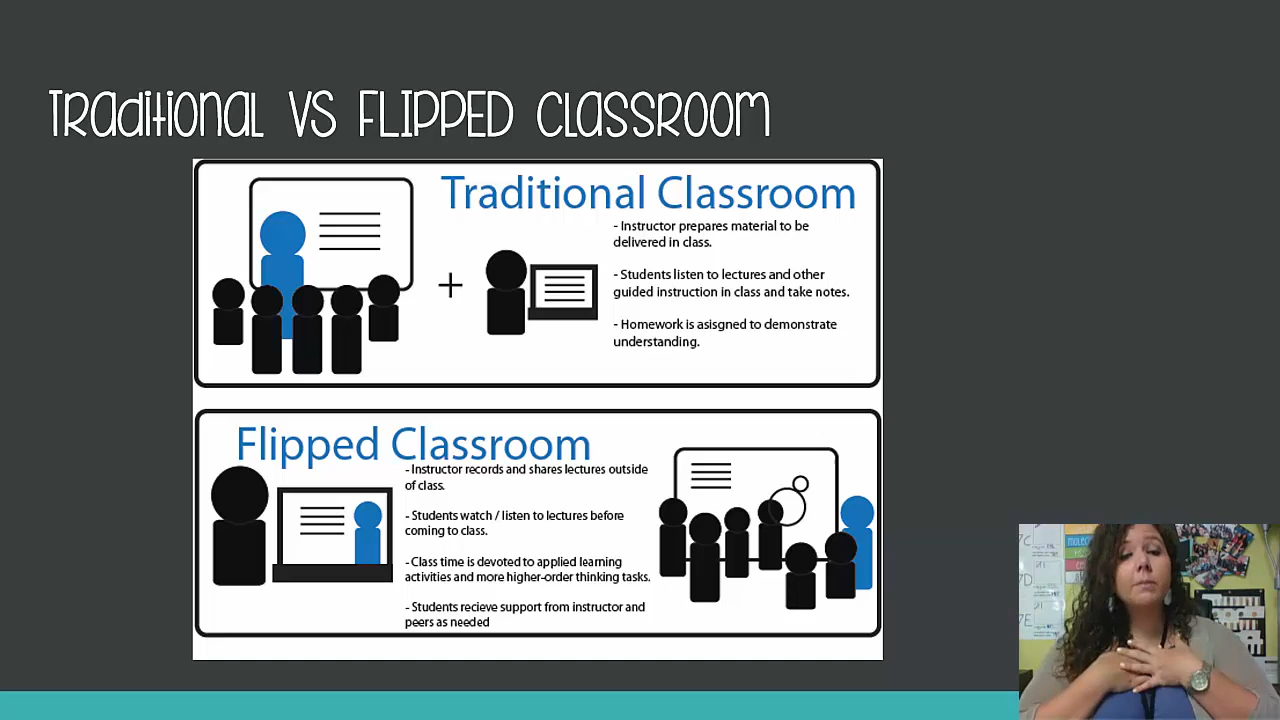 TRaditiONaL VS FLIPPED CLaSSROOM
Traditional Classroom
- Instructor prepares material to be
delivered in class.
- Students listen to lectures and other
guided instruction in class and take notes.
- Homework is asisgned to demonstrate
understanding.
Flipped Classroom
- Instructor records and shares lectures outside
of class.
- Students watch / listen to lectures before
coming to class.
- Class time is devoted to applied learning
activities and more higher-order thinking tasks.
- Students recieve support from instructor and
peers as needed
7C
7D
7E